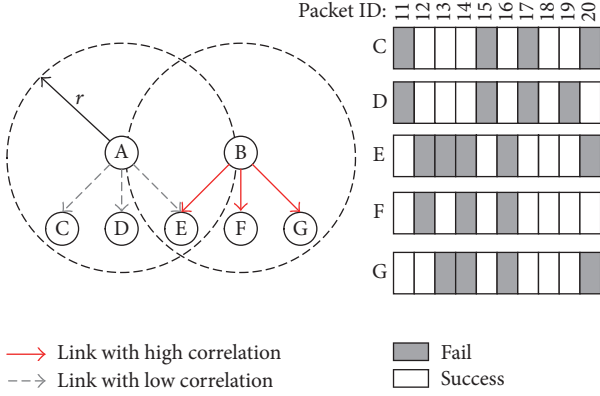 Packet ID: 11 12 13 14 15 16 17 18 19 20
C
D
E
F
G
r
A B
C D E F G
Link with high correlation
Link with low correlation
Fail
Success